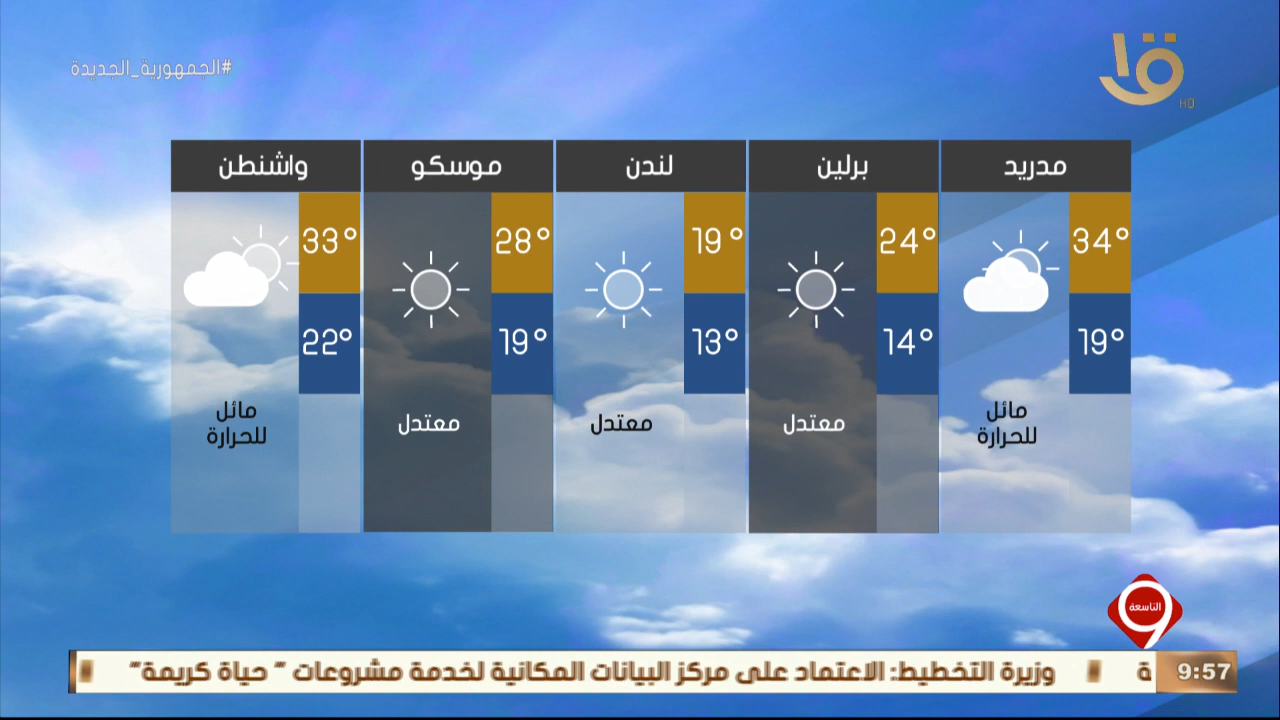 #الجمهورية_الجديدة
HD
مدريد
34°
19°
مائل
للحرارة
برلين
24°
14°
معتدل
لندن
19°
13°
معتدل
موسكو
28°
19°
معتدل
واشنطن
33°
22°
مائل
للحرارة
التاسعة
9
9:57
ة ▮ وزيرة التخطيط: الاعتماد على مركز البيانات المكانية لخدمة مشروعات " حياة كريمة"